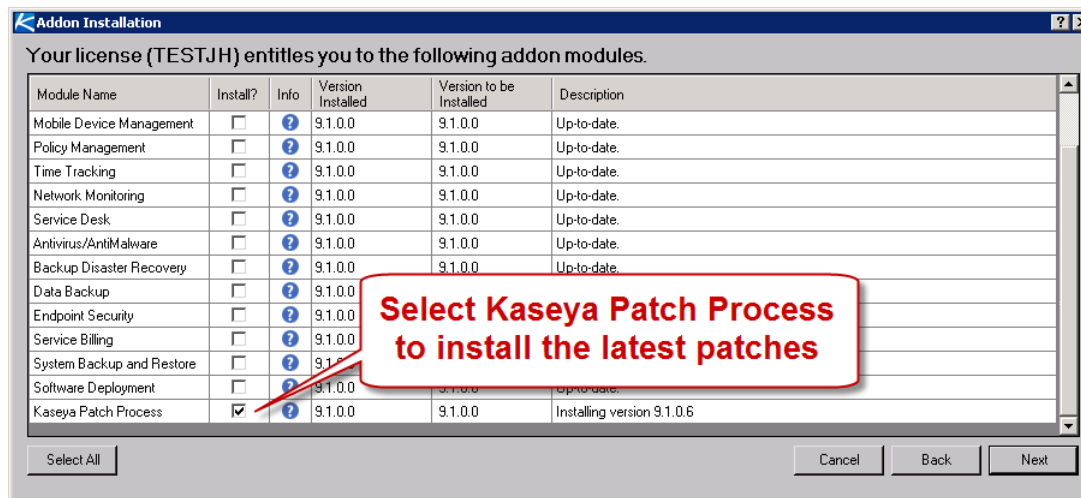 Addon Installation
Your license (TESTJH) entitles you to the following addon modules.
Module Name Install? Info Version Installed Version to be Installed Description
Mobile Device Management 9.1.0.0 9.1.0.0 Up-to-date.
Policy Management 9.1.0.0 9.1.0.0 Up-to-date.
Time Tracking 9.1.0.0 9.1.0.0 Up-to-date.
Network Monitoring 9.1.0.0 9.1.0.0 Up-to-date.
Service Desk 9.1.0.0 9.1.0.0 Up-to-date.
Antivirus/AntiMalware 9.1.0.0 9.1.0.0 Up-to-date.
Backup Disaster Recovery 9.1.0.0 9.1.0.0 Up-to-date.
Data Backup 9.1.0.0
Endpoint Security 9.1.0.0
Service Billing 9.1.0.0
System Backup and Restore
Software Deployment 9.1.0.0 9.1.0.0 Up-to-date.
Kaseya Patch Process 9.1.0.0 9.1.0.0 Installing version 9.1.0.6
Select Kaseya Patch Process
to install the latest patches
Select All Cancel Back Next